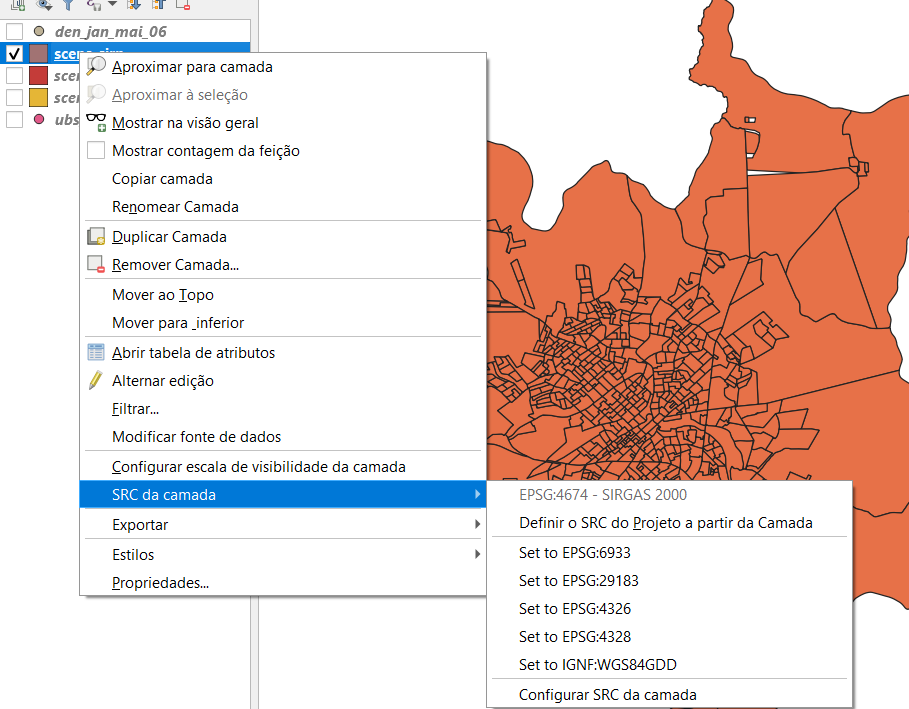 den_jan_mai_06
Aproximar para camada
Aproximar à seleção
Mostrar na visão geral
Mostrar contagem da feição
Copiar camada
Renomear Camada
Duplicar Camada
Remover Camada...
Mover ao Topo
Mover para _inferior
Abrir tabela de atributos
Alternar edição
Filtrar...
Modificar fonte de dados
Configurar escala de visibilidade da camada
SRC da camada
Exportar
Estilos
Propriedades...
EPSG:4674 - SIRGAS 2000
Definir o SRC do Projeto a partir da Camada
Set to EPSG:6933
Set to EPSG:29183
Set to EPSG:4326
Set to EPSG:4328
Set to IGNF:WGS84GDD
Configurar SRC da camada